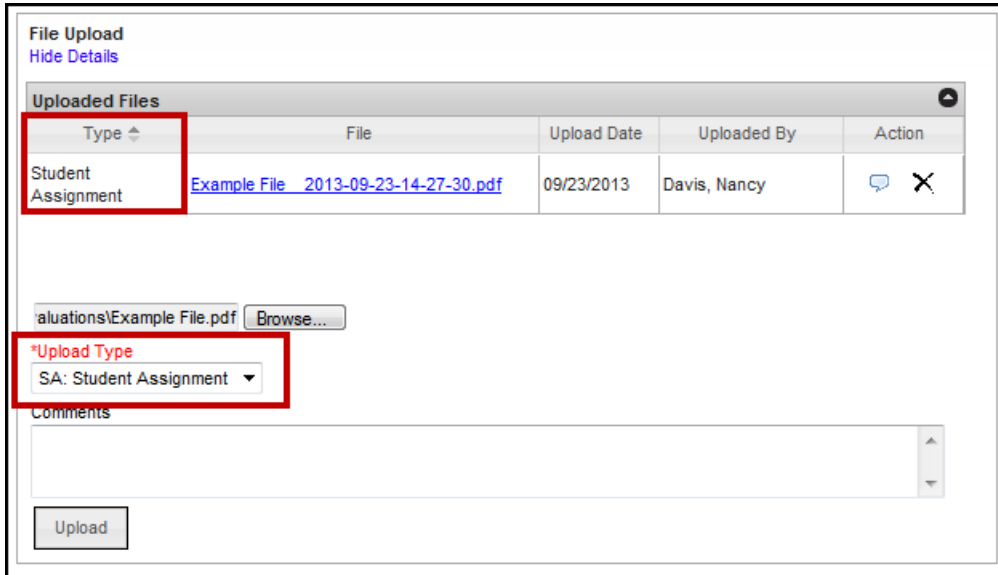 File Upload
Hide Details
Uploaded Files
Type File Upload Date Uploaded By Action
Student
Assignment
Example File__2013-09-23-14-27-30.pdf 09/23/2013 Davis, Nancy
aluations\Example File.pdf Browse...
*Upload Type
SA: Student Assignment
Comments
Upload